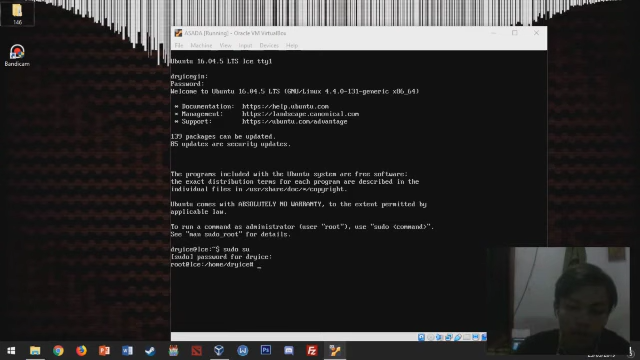 146
ASADA [Running] - Oracle VM VirtualBox
File Machine View Input Devices Help
Bandicam
Ubuntu 16.04.5 LTS Ice tty1
Password:
Welcome to Ubuntu 16.04.5 LTS (GNU/Linux 4.4.0-131-generic x86_64)
* Documentation: https://help.ubuntu.com
* Management: https://landscape.canonical.com
* Support: https://ubuntu.com/advantage
139 packages can be updated.
85 updates are security updates.
The programs included with the Ubuntu system are free software;
the exact distribution terms for each program are described in the
individual files in /usr/share/doc/*/copyright.
Ubuntu comes with ABSOLUTELY NO WARRANTY, to the extent permitted by
applicable law.
To run a command as administrator (user "root"), use "sudo <command>".
See "man sudo_root" for details.
dryice@Ice:~$ sudo su
[sudo] password for dryice:
root@Ice:/home/dryice# _